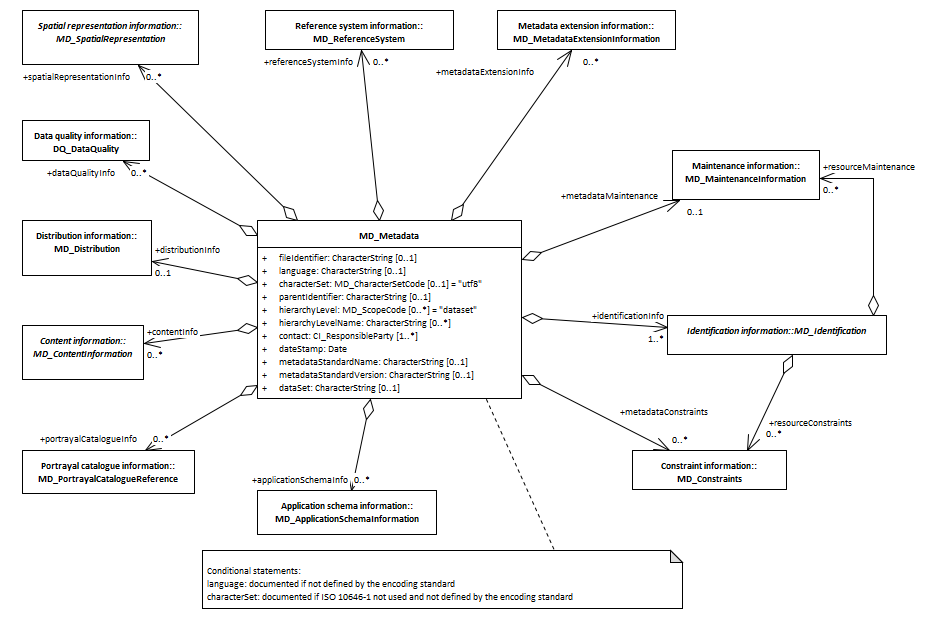 Spatial representation information::
MD_SpatialRepresentation
Reference system information::
MD_ReferenceSystem
Metadata extension information::
MD_MetadataExtensionInformation
+spatialRepresentationInfo
0..*
+referenceSystemInfo
0..*
+metadataExtensionInfo
0..*
Data quality information::
DQ_DataQuality
+dataQualityInfo
0..*
Maintenance information::
MD_MaintenanceInformation
+resourceMaintenance
0..*
+metadataMaintenance
0..1
Distribution information::
MD_Distribution
+distributionInfo
0..1
MD_Metadata
+ fileIdentifier: CharacterString [0..1]
+ language: CharacterString [0..1]
+ characterSet: MD_CharacterSetCode [0..1] = "utf8"
+ parentIdentifier: CharacterString [0..1]
+ hierarchyLevel: MD_ScopeCode [0..*] = "dataset"
+ hierarchyLevelName: CharacterString [0..*]
+ contact: CI_ResponsibleParty [1..*]
+ dateStamp: Date
+ metadataStandardName: CharacterString [0..1]
+ metadataStandardVersion: CharacterString [0..1]
+ dataSet: CharacterString [0..1]
+identificationInfo
1..*
Identification information::MD_Identification
Content information::
MD_ContentInformation
+contentInfo
0..*
+metadataConstraints
0..*
+resourceConstraints
0..*
+portrayalCatalogueInfo
0..*
Portrayal catalogue information::
MD_PortrayalCatalogueReference
+applicationSchemaInfo
0..*
Application schema information::
MD_ApplicationSchemaInformation
Constraint information::
MD_Constraints
Conditional statements:
language: documented if not defined by the encoding standard
characterSet: documented if ISO 10646-1 not used and not defined by the encoding standard